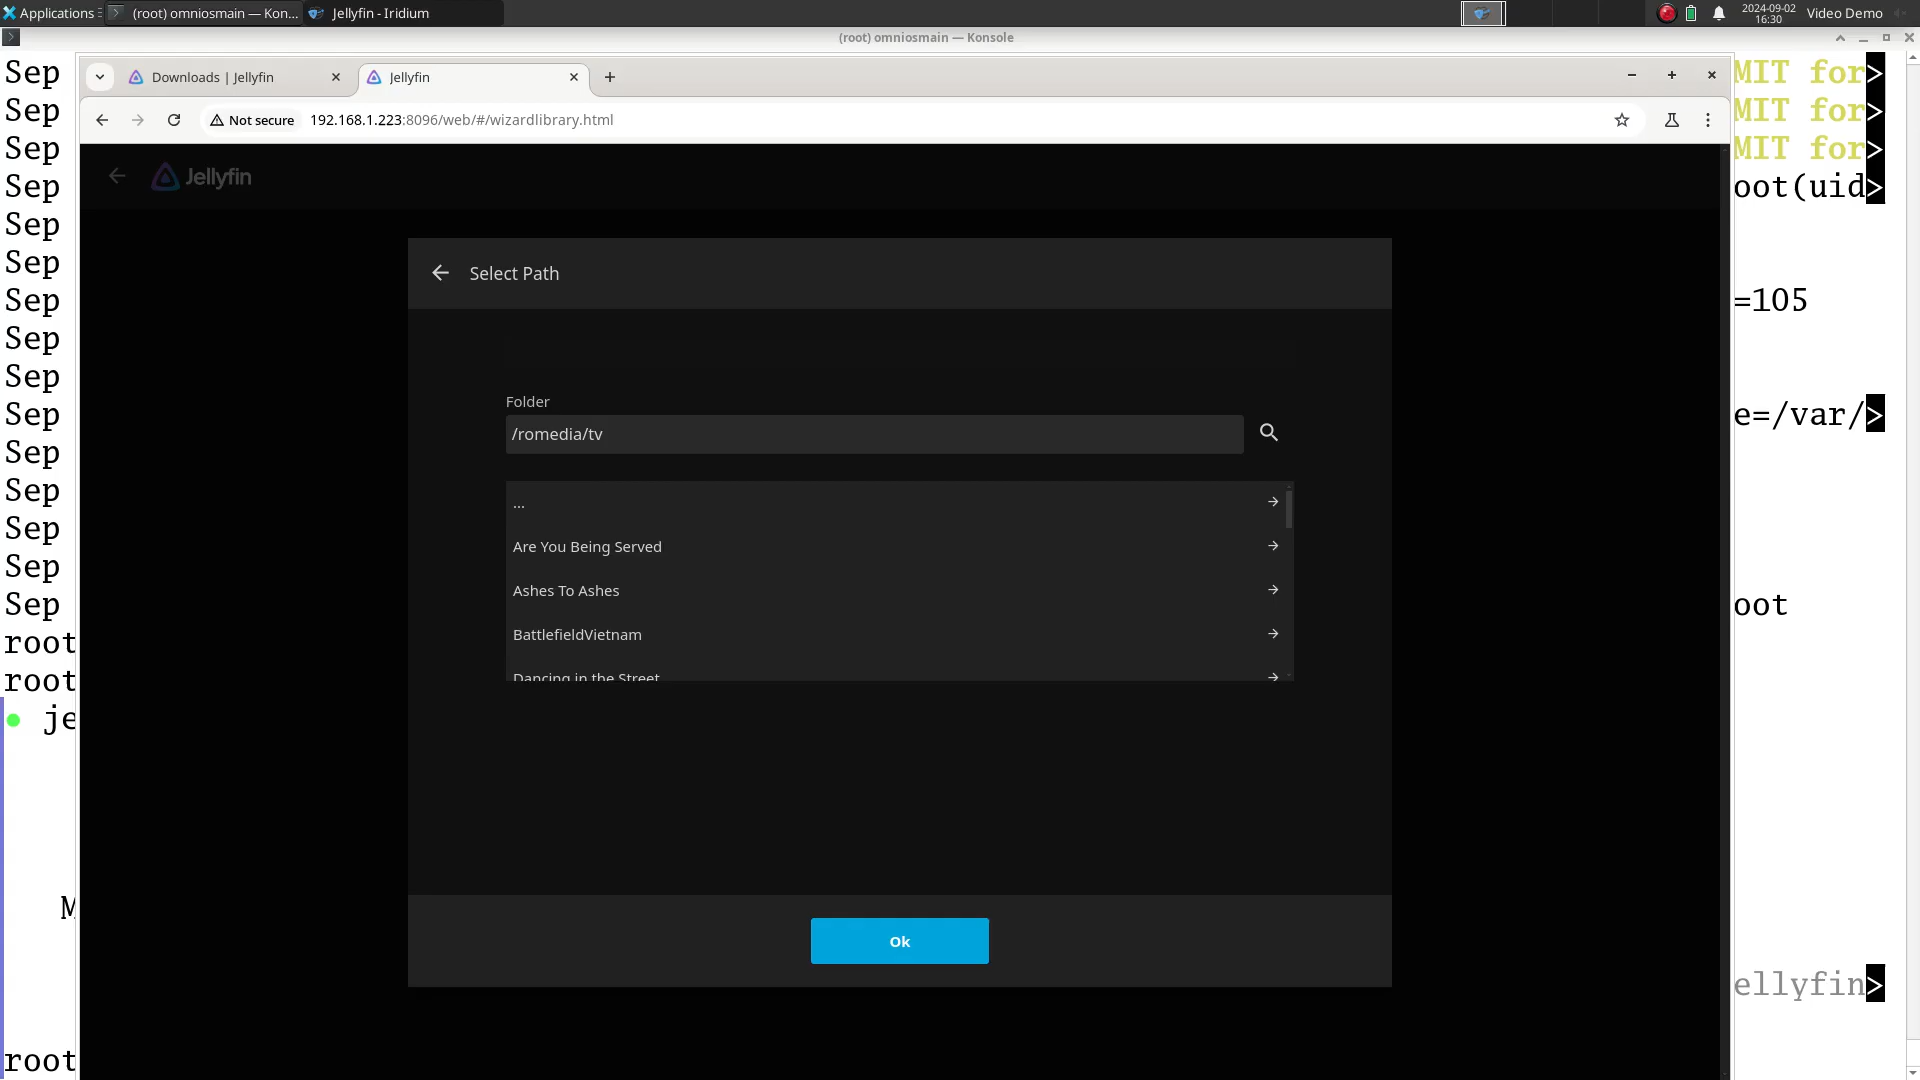 Applications
(root) omniosmain — Kon...
Jellyfin - Iridium
2024-09-02
16:30
Video Demo
(root) omniosmain — Konsole
Downloads | Jellyfin
Jellyfin
Not secure
192.168.1.223:8096/web/#/wizardlibrary.html
Jellyfin
Select Path
Folder
/romedia/tv
...
Are You Being Served
Ashes To Ashes
BattlefieldVietnam
Dancing in the Street
Ok
Sep
MIT for>
Sep
MIT for>
Sep
MIT for>
Sep
oot(uid>
Sep
Sep
Sep
=105
Sep
Sep
Sep
e=/var/>
Sep
Sep
Sep
Sep
Sep
oot
root
root
● je
M
ellyfin>
root